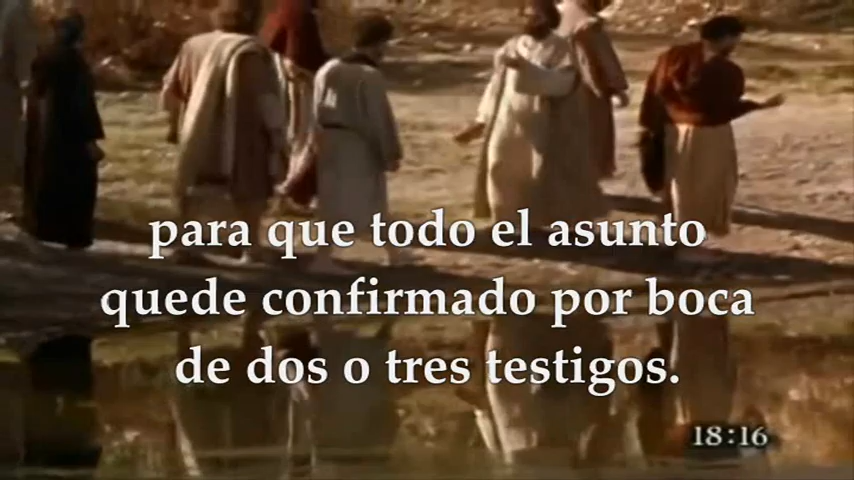 para que todo el asunto
quede confirmado por boca
de dos o tres testigos.
18:16